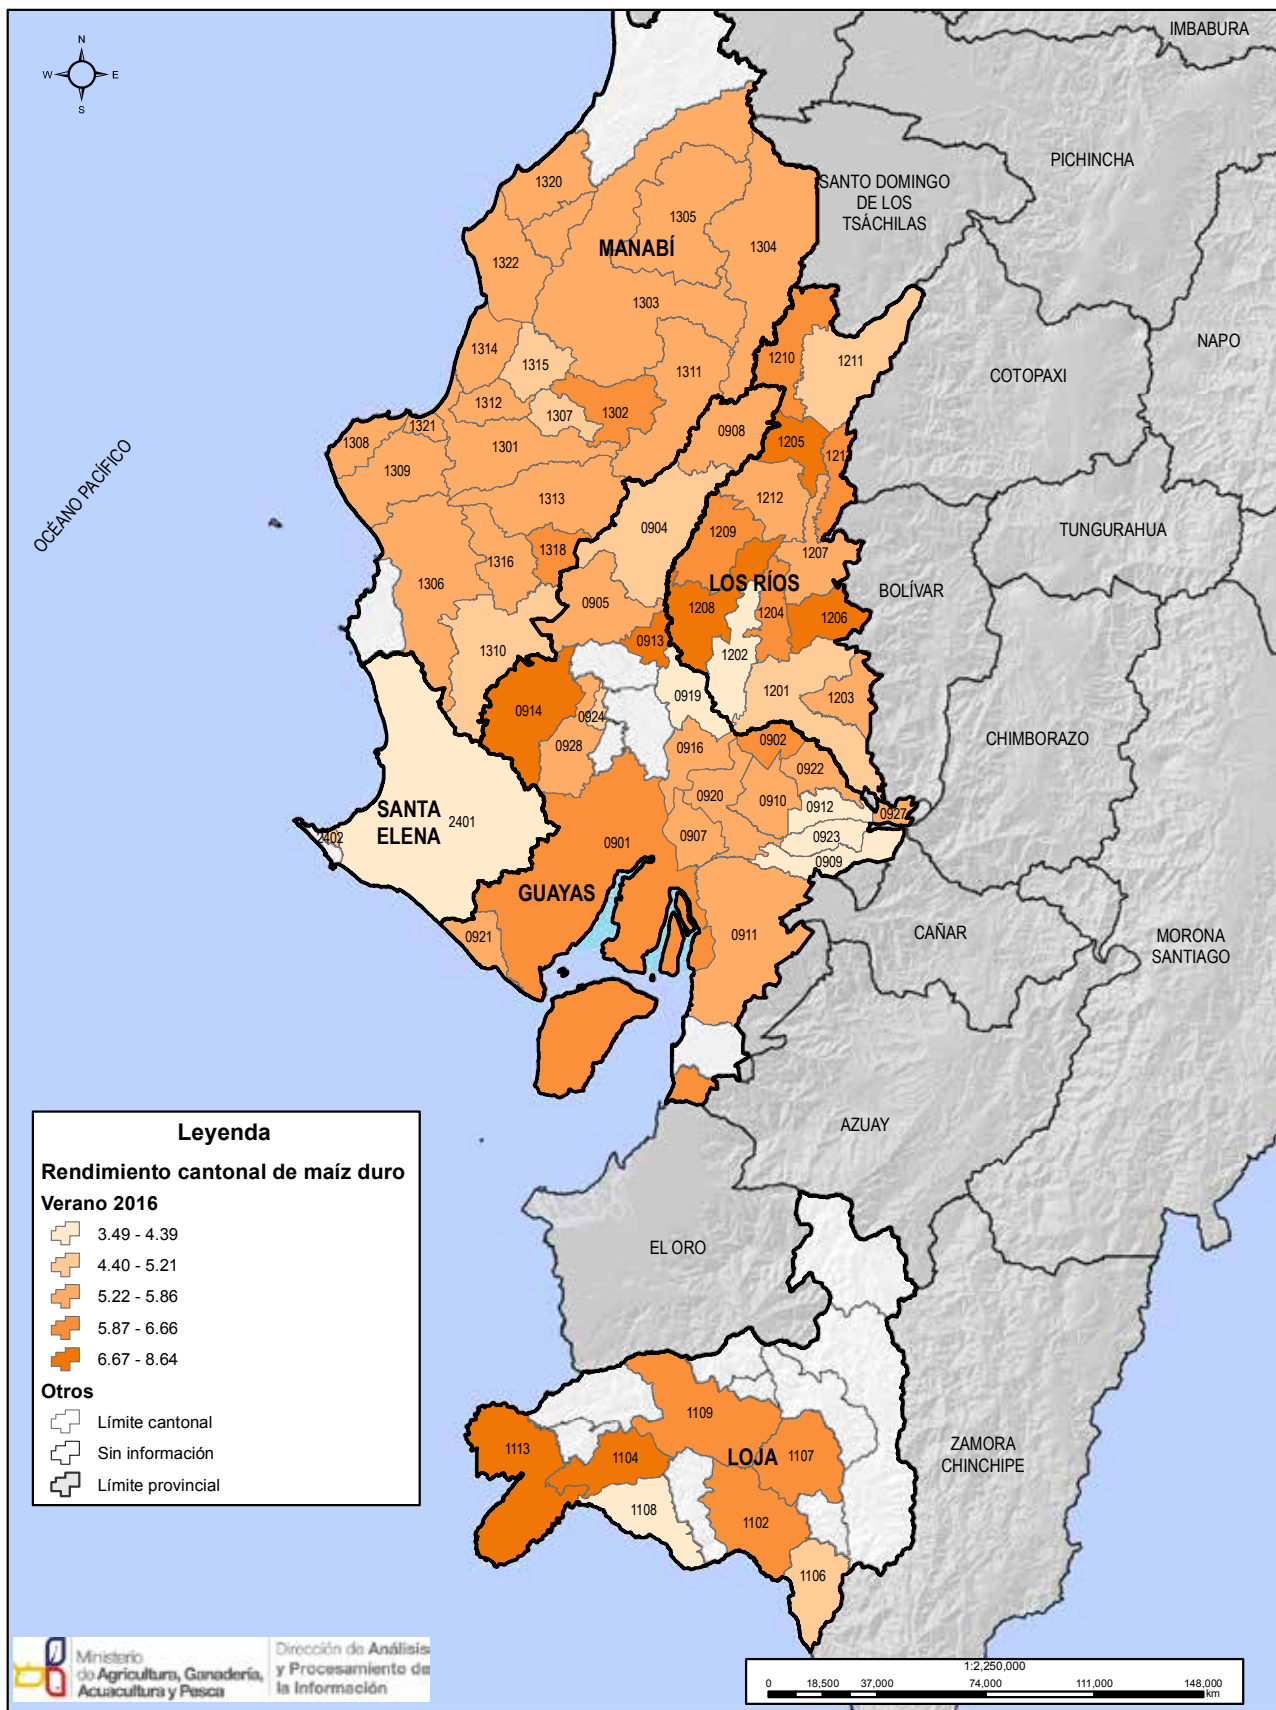 N
W E
S
IMBABURA
PICHINCHA
SANTO DOMINGO
DE LOS
TSÁCHILAS
1320
1305
MANABÍ
1304
1322
1303
NAPO
1314
1315
1311
1210
1211
COTOPAXI
1312
1307
1302
1321
0908
1308
1301
1205
121
1309
OCÉANO PACÍFICO
1313
1212
0904
TUNGURAHUA
1209
1318
1316
1207
1306
LOS RÍOS
BOLÍVAR
0905
1208
1204
1206
0913
1310
1202
0919
1201
1203
0914
0924
0902
CHIMBORAZO
0928
0916
0922
0920
0910
SANTA
ELENA
2401
0912
0927
2402
0901
0907
0923
0909
GUAYAS
0921
0911
CAÑAR
MORONA
SANTIAGO
AZUAY
EL ORO
Leyenda
Rendimiento cantonal de maíz duro
Verano 2016
3.49 - 4.39
4.40 - 5.21
5.22 - 5.86
5.87 - 6.66
6.67 - 8.64
Otros
Límite cantonal
Sin información
Límite provincial
1109
1113
1104
LOJA
1107
ZAMORA
CHINCHIPE
1108
1102
1106
Ministerio
de Agricultura, Ganadería,
Acuacultura y Pesca
Dirección de Análisis
y Procesamiento de
la Información
1:2,250,000
0 18,500 37,000 74,000 111,000 148,000
km